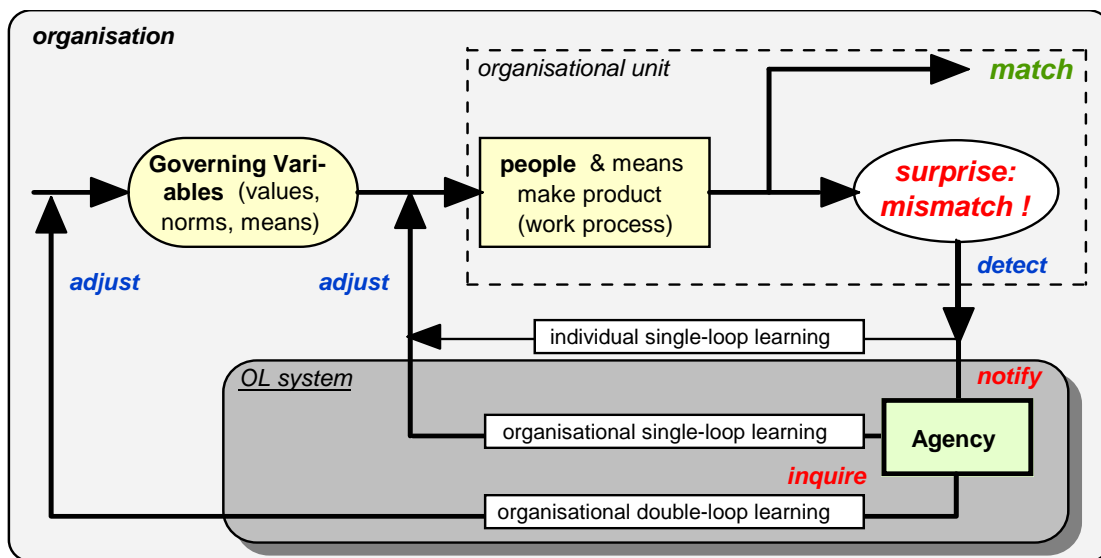 organisation
organisational unit
match
Governing Vari-
ables (values,
norms, means)
people & means
make product
(work process)
surprise:
mismatch !
adjust
adjust
detect
individual single-loop learning
OL system
notify
organisational single-loop learning
Agency
inquire
organisational double-loop learning